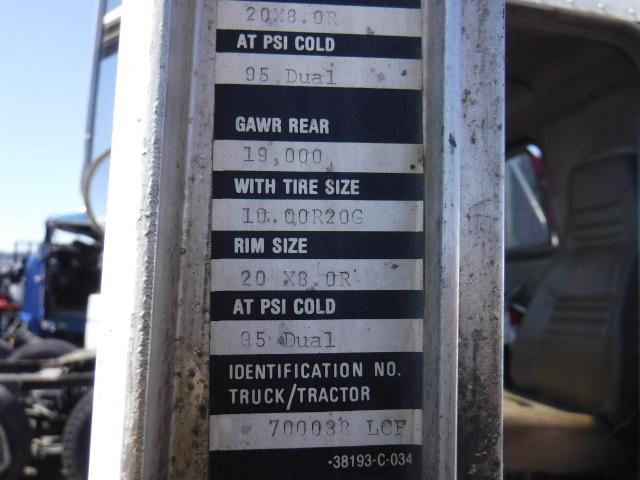 20X8.0R
AT PSI COLD
95 Dual
GAWR REAR
19,000
WITH TIRE SIZE
10.00R20G
RIM SIZE
20 X8.0R
AT PSI COLD
95 Dual
IDENTIFICATION NO.
TRUCK/TRACTOR
700038 LCF
•38193-C-034